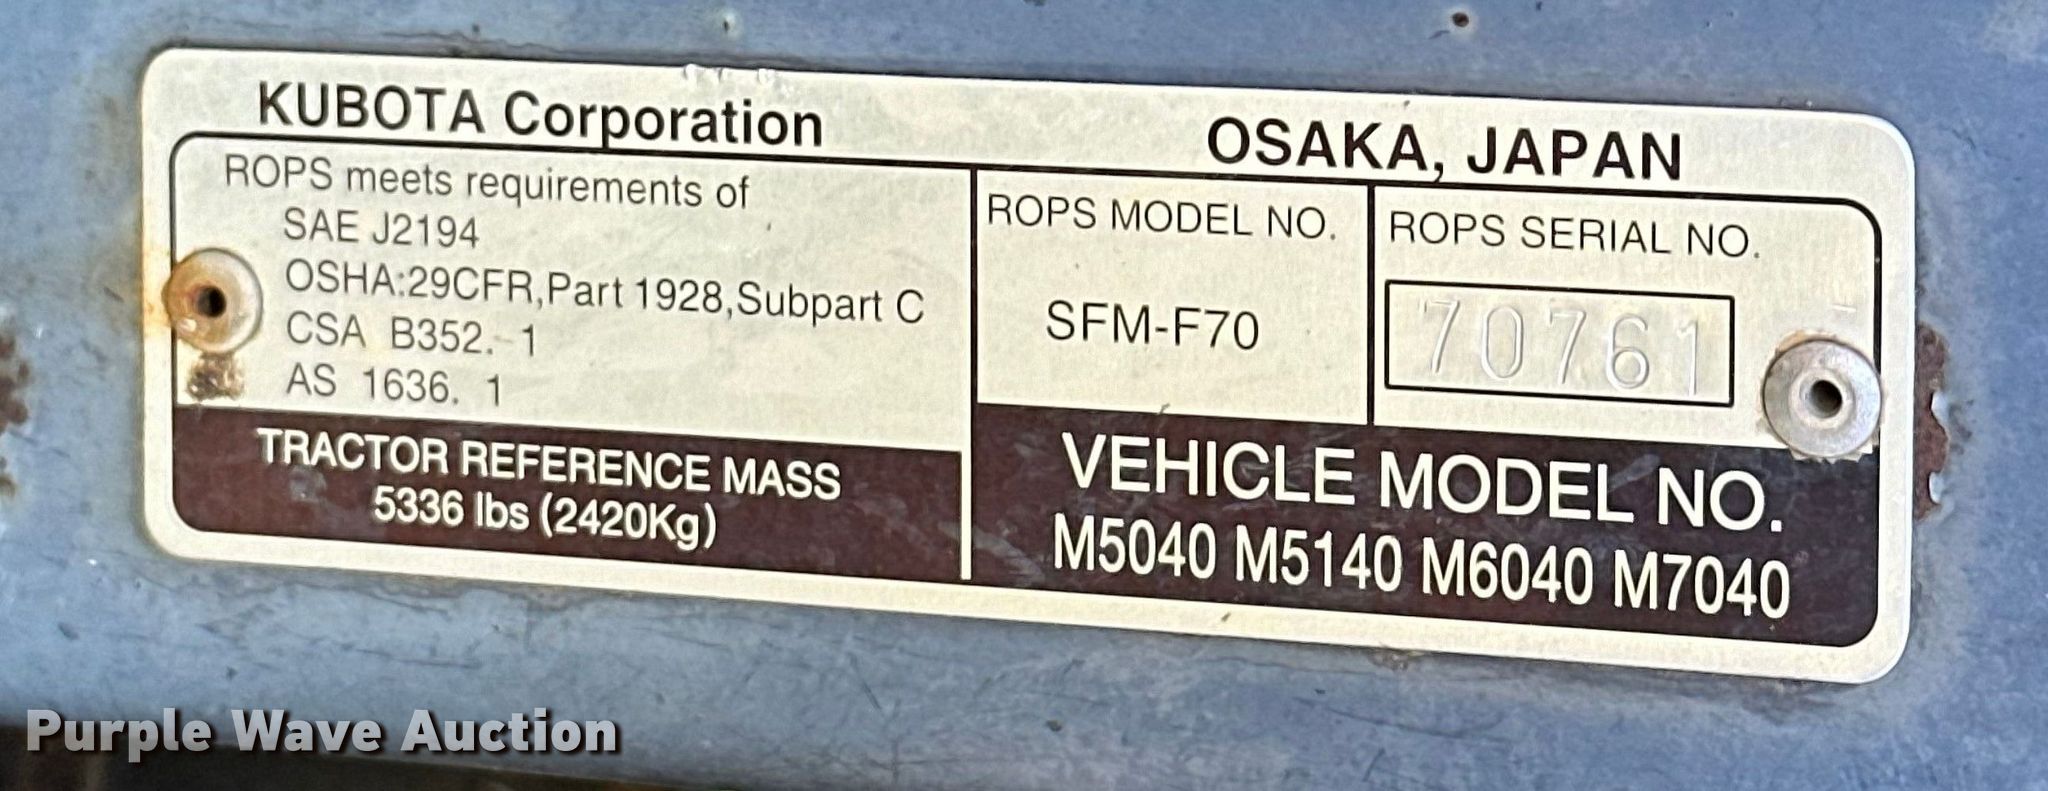 KUBOTA Corporation
OSAKA, JAPAN
ROPS meets requirements of
SAE J2194
OSHA:29CFR,Part 1928,Subpart C
CSA B352. 1
AS 1636. 1
TRACTOR REFERENCE MASS
5336 lbs (2420Kg)
ROPS MODEL NO.
SFM-F70
ROPS SERIAL NO.
70761
VEHICLE MODEL NO.
M5040 M5140 M6040 M7040
Purple Wave Auction